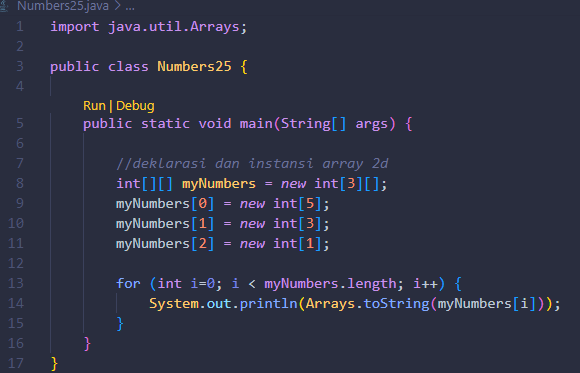 Numbers25.java > ...
1 import java.util.Arrays;
2
3 public class Numbers25 {
4
Run | Debug
5 public static void main(String[] args) {
6
7 //deklarasi dan instansi array 2d
8 int[][] myNumbers = new int[3][];
9 myNumbers[0] = new int[5];
10 myNumbers[1] = new int[3];
11 myNumbers[2] = new int[1];
12
13 for (int i=0; i < myNumbers.length; i++) {
14 System.out.println(Arrays.toString(myNumbers[i]));
15 }
16 }
17 }